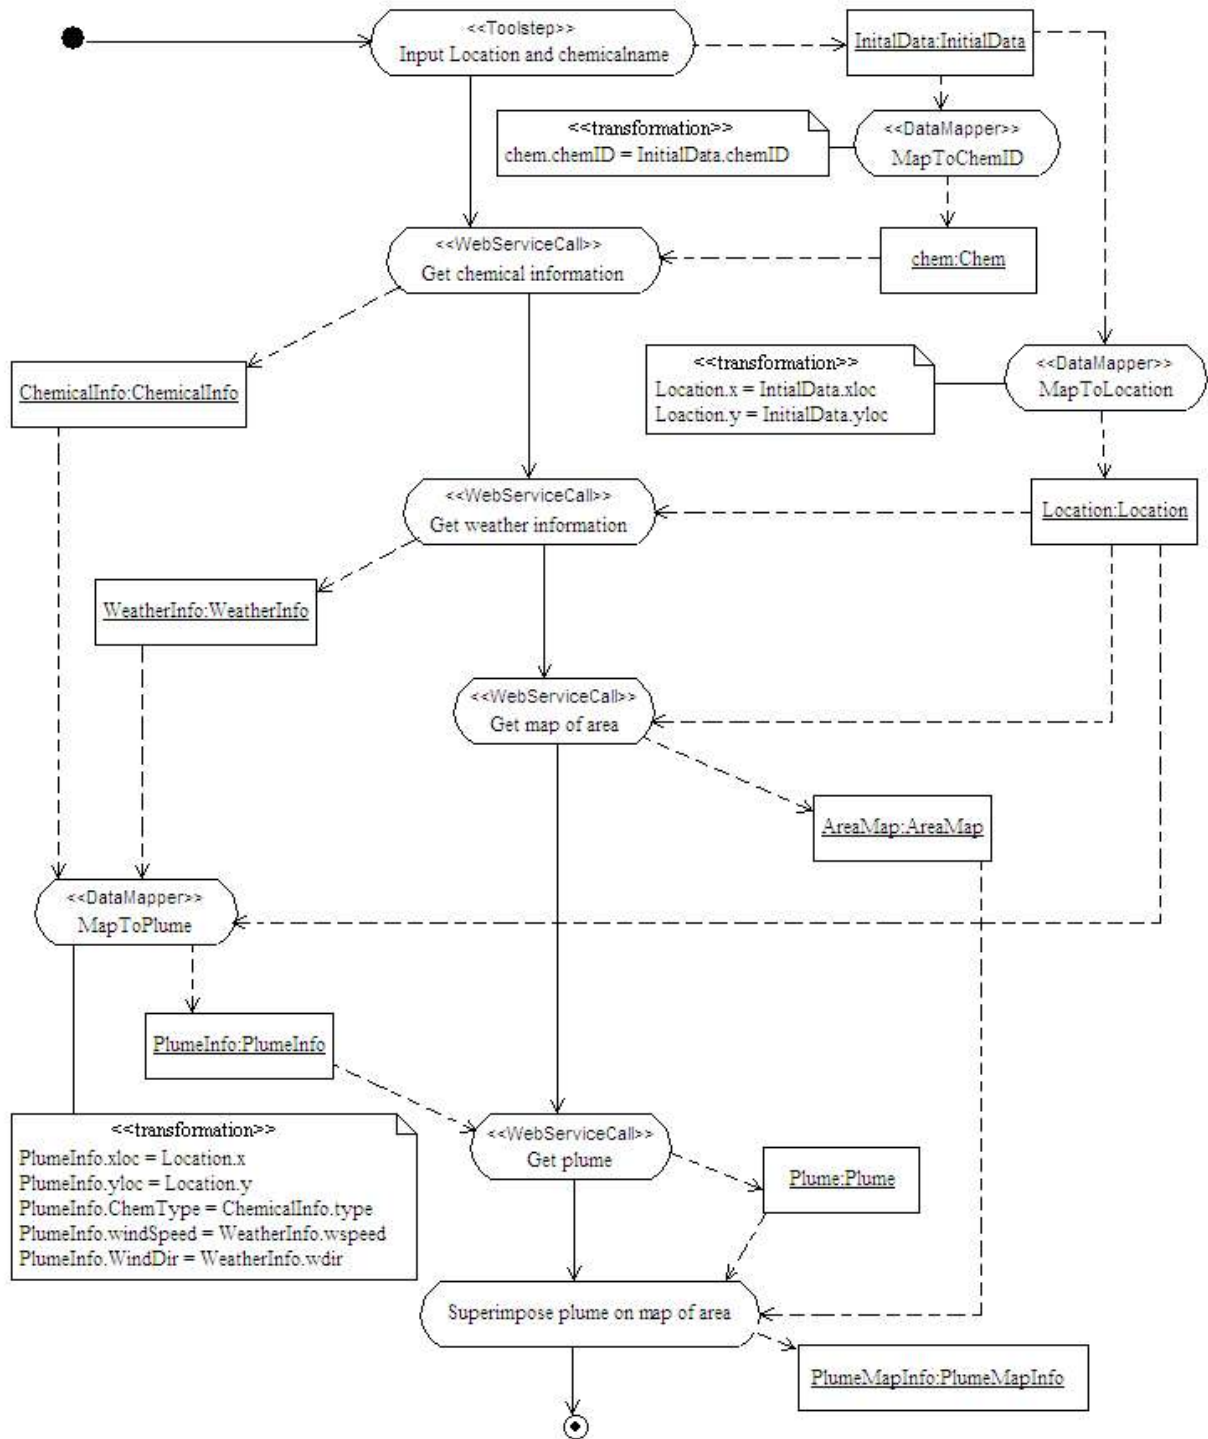 <<Toolstep>>
Input Location and chemicalname
InitalData:InitialData
<<transformation>>
chem.chemID = InitialData.chemID
<<DataMapper>>
MapToChemID
<<WebServiceCall>>
Get chemical information
chem:Chem
ChemicalInfo:ChemicalInfo
<<transformation>>
Location.x = IntialData.xloc
Loaction.y = InitialData.yloc
<<DataMapper>>
MapToLocation
<<WebServiceCall>>
Get weather information
Location:Location
WeatherInfo:WeatherInfo
<<WebServiceCall>>
Get map of area
AreaMap:AreaMap
<<DataMapper>>
MapToPlume
PlumeInfo:PlumeInfo
<<transformation>>
PlumeInfo.xloc = Location.x
PlumeInfo.yloc = Location.y
PlumeInfo.ChemType = ChemicalInfo.type
PlumeInfo.windSpeed = WeatherInfo.wspeed
PlumeInfo.WindDir = WeatherInfo.wdir
<<WebServiceCall>>
Get plume
Plume:Plume
Superimpose plume on map of area
PlumeMapInfo:PlumeMapInfo